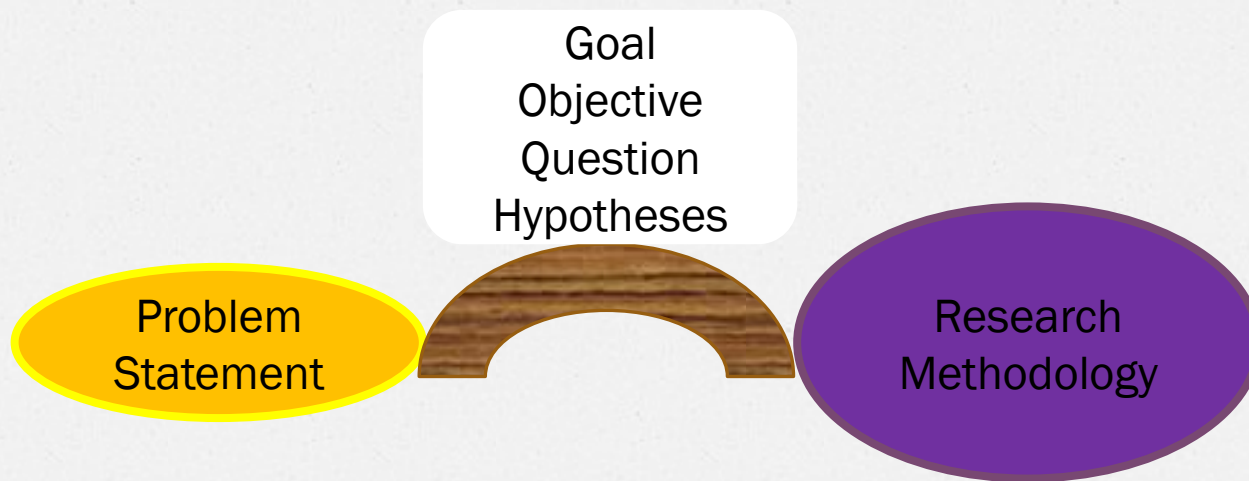 Goal
Objective
Question
Hypotheses
Problem
Statement
Research
Methodology